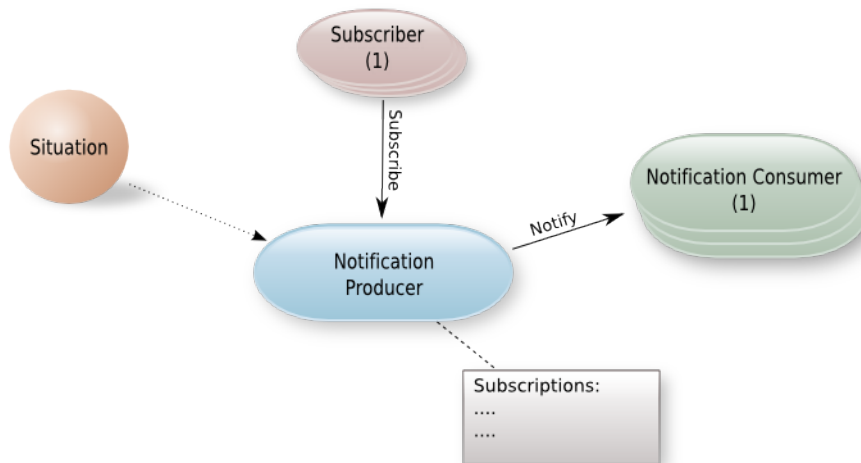 Subscriber
(1)
Subscribe
Situation
Notification Consumer
(1)
Notify
Notification
Producer
Subscriptions:
....
....